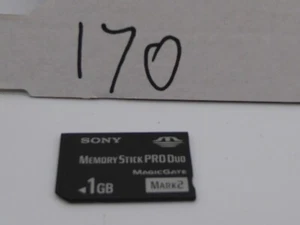 170
SONY
MEMORY STICK PRO DUO
MAGICGATE
1GB MARK2